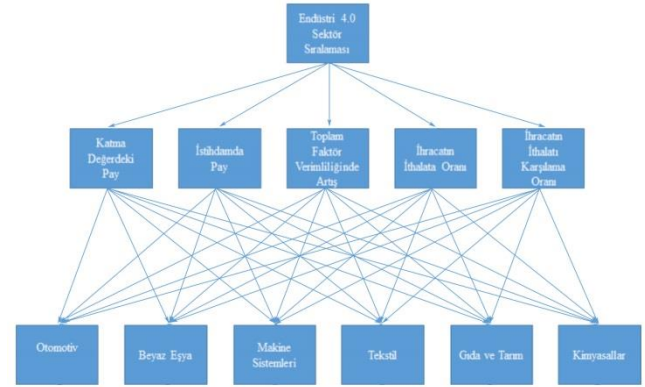 Endüstri 4.0
Sektör
Sıralaması
Katma
Değerdeki
Pay
İstihdamda
Pay
Toplam
Faktör
Verimliliğinde
Artış
İhracatın
İthalata Oranı
İhracatın
İthalatı
Karşılama
Oranı
Otomotiv
Beyaz Eşya
Makine
Sistemleri
Tekstil
Gıda ve Tarım
Kimyasallar